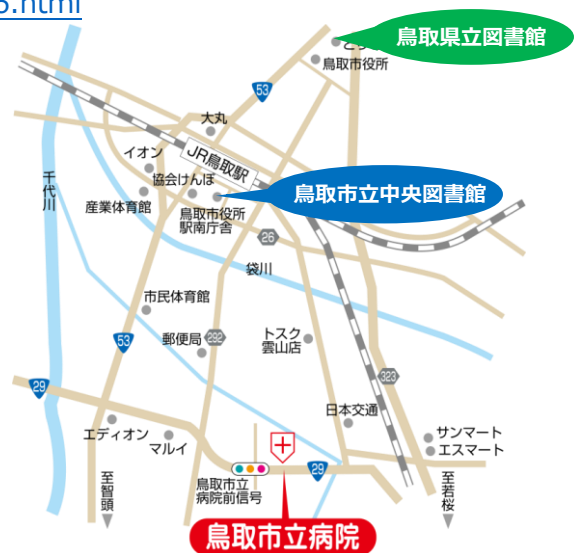 5.html
鳥取県立図書館
鳥取市役所
53
大丸
JR鳥取駅
イオン
協会けんぽ
千代川
産業体育館
鳥取市役所
駅南庁舎
鳥取市立中央図書館
26
袋川
市民体育館
53
郵便局
292
トスク
雲山店
29
323
日本交通
エディオン
マルイ
サンマート
エスマート
至智頭
鳥取市立
病院前信号
29
至若桜
鳥取市立病院